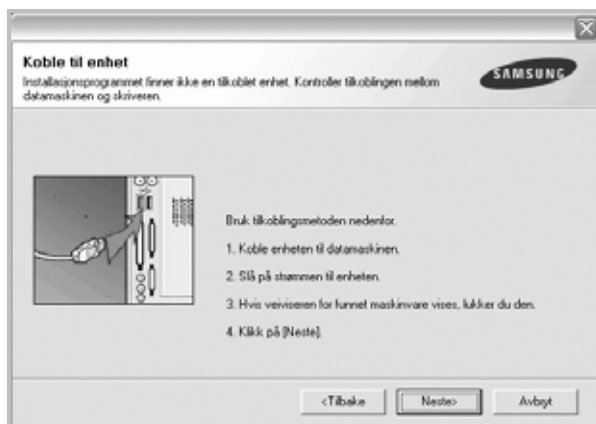 Koble til enhet
Installasjonsprogrammet finner ikke en tilkoblet enhet. Kontroller tilkoblingen mellom
datamaskinen og skriveren.
SAMSUNG
Bruk tilkoblingsmetoden nedenfor.
1. Koble enheten til datamaskinen.
2. Slå på strømmen til enheten.
3. Hvis veiviseren for funnet maskinvare vises, lukker du den.
4. Klikk på [Neste].
<Tilbake
Neste>
Avbryt